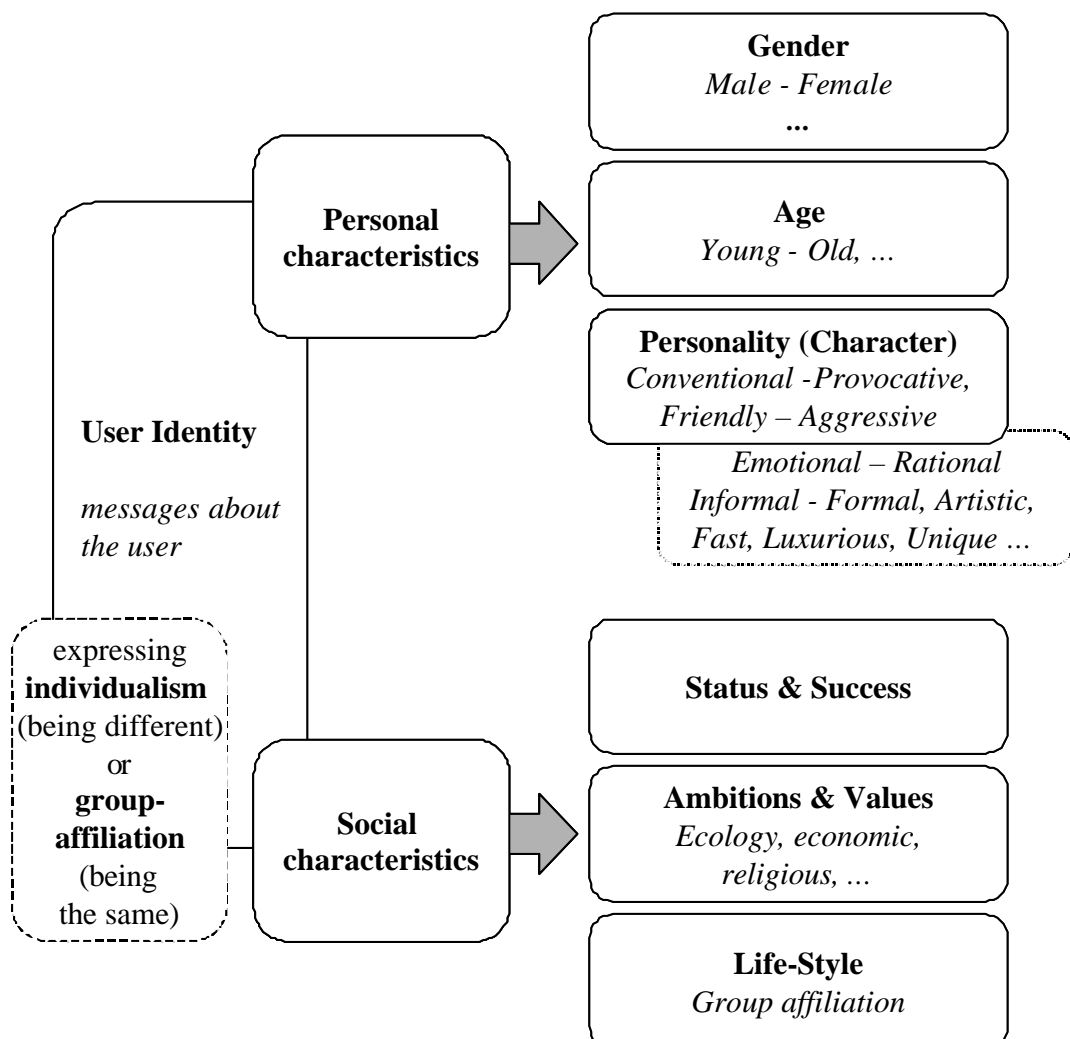 Gender
Male - Female
...
Age
Young - Old, ...
Personal
characteristics
Personality (Character)
Conventional -Provocative,
Friendly – Aggressive
Emotional – Rational
Informal - Formal, Artistic,
Fast, Luxurious, Unique ...
User Identity
messages about
the user
expressing
individualism
(being different)
or
group-
affiliation
(being
the same)
Social
characteristics
Status & Success
Ambitions & Values
Ecology, economic,
religious, ...
Life-Style
Group affiliation